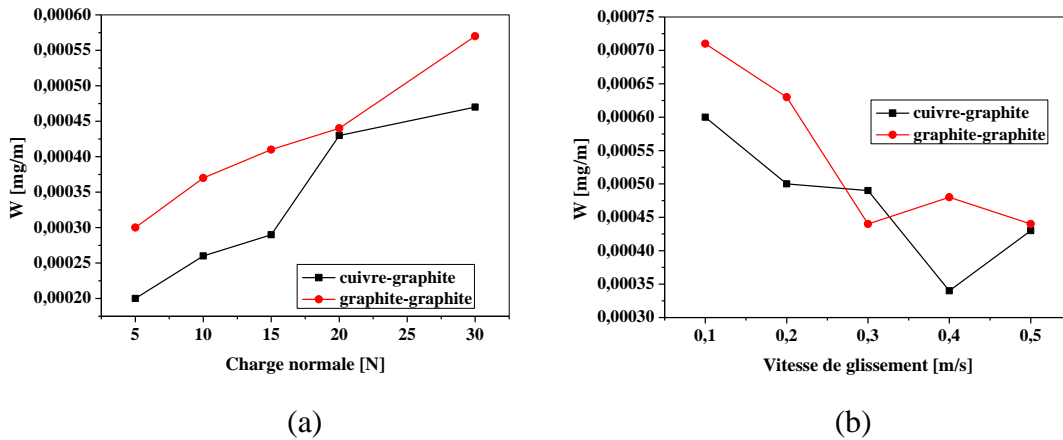 0,00060
0,00055
0,00050
0,00045
0,00040
0,00035
0,00030
0,00025
0,00020
W [mg/m]
cuivre-graphite
graphite-graphite
5 10 15 20 25 30
Charge normale [N]
(a)
0,00075
0,00070
0,00065
0,00060
0,00055
0,00050
0,00045
0,00040
0,00035
0,00030
W [mg/m]
cuivre-graphite
graphite-graphite
0,1 0,2 0,3 0,4 0,5
Vitesse de glissement [m/s]
(b)